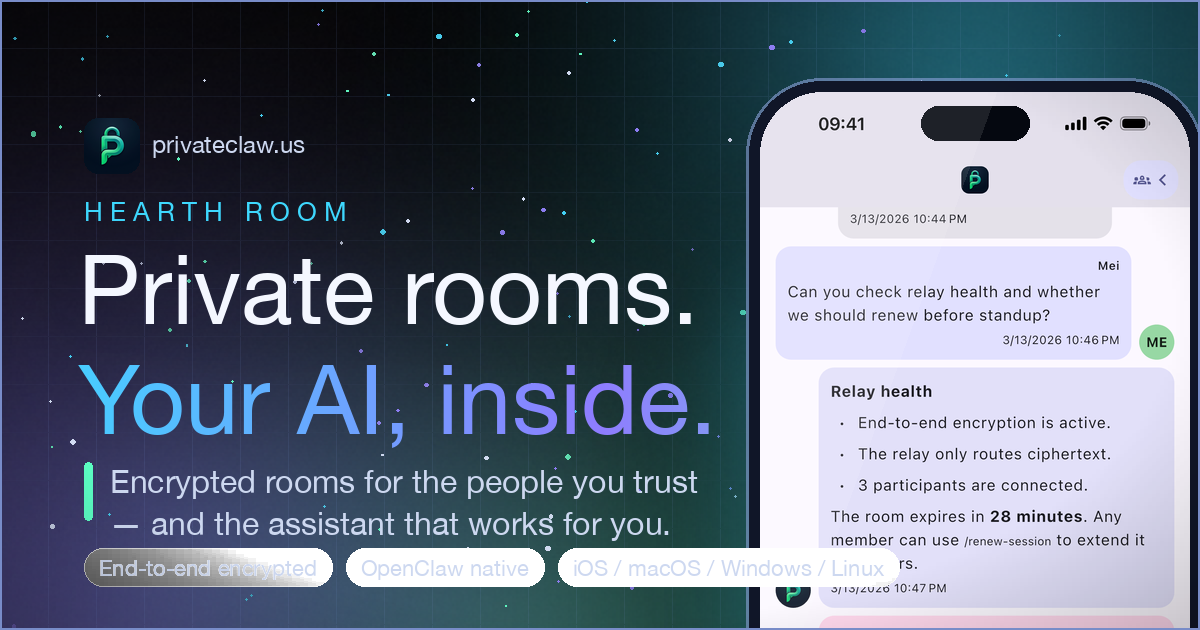 privateclaw.us
HEARTH ROOM
Private rooms.
Your AI, inside.
Encrypted rooms for the people you trust
— and the assistant that works for you.
End-to-end encrypted
OpenClaw native
iOS / macOS / Windows / Linux
09:41
3/13/2026 10:44 PM
Mei
Can you check relay health and whether
we should renew before standup?
3/13/2026 10:46 PM
ME
Relay health
• End-to-end encryption is active.
• The relay only routes ciphertext.
• 3 participants are connected.
The room expires in 28 minutes. Any
member can use /renew-session to extend it
3/13/2026 10:47 PM